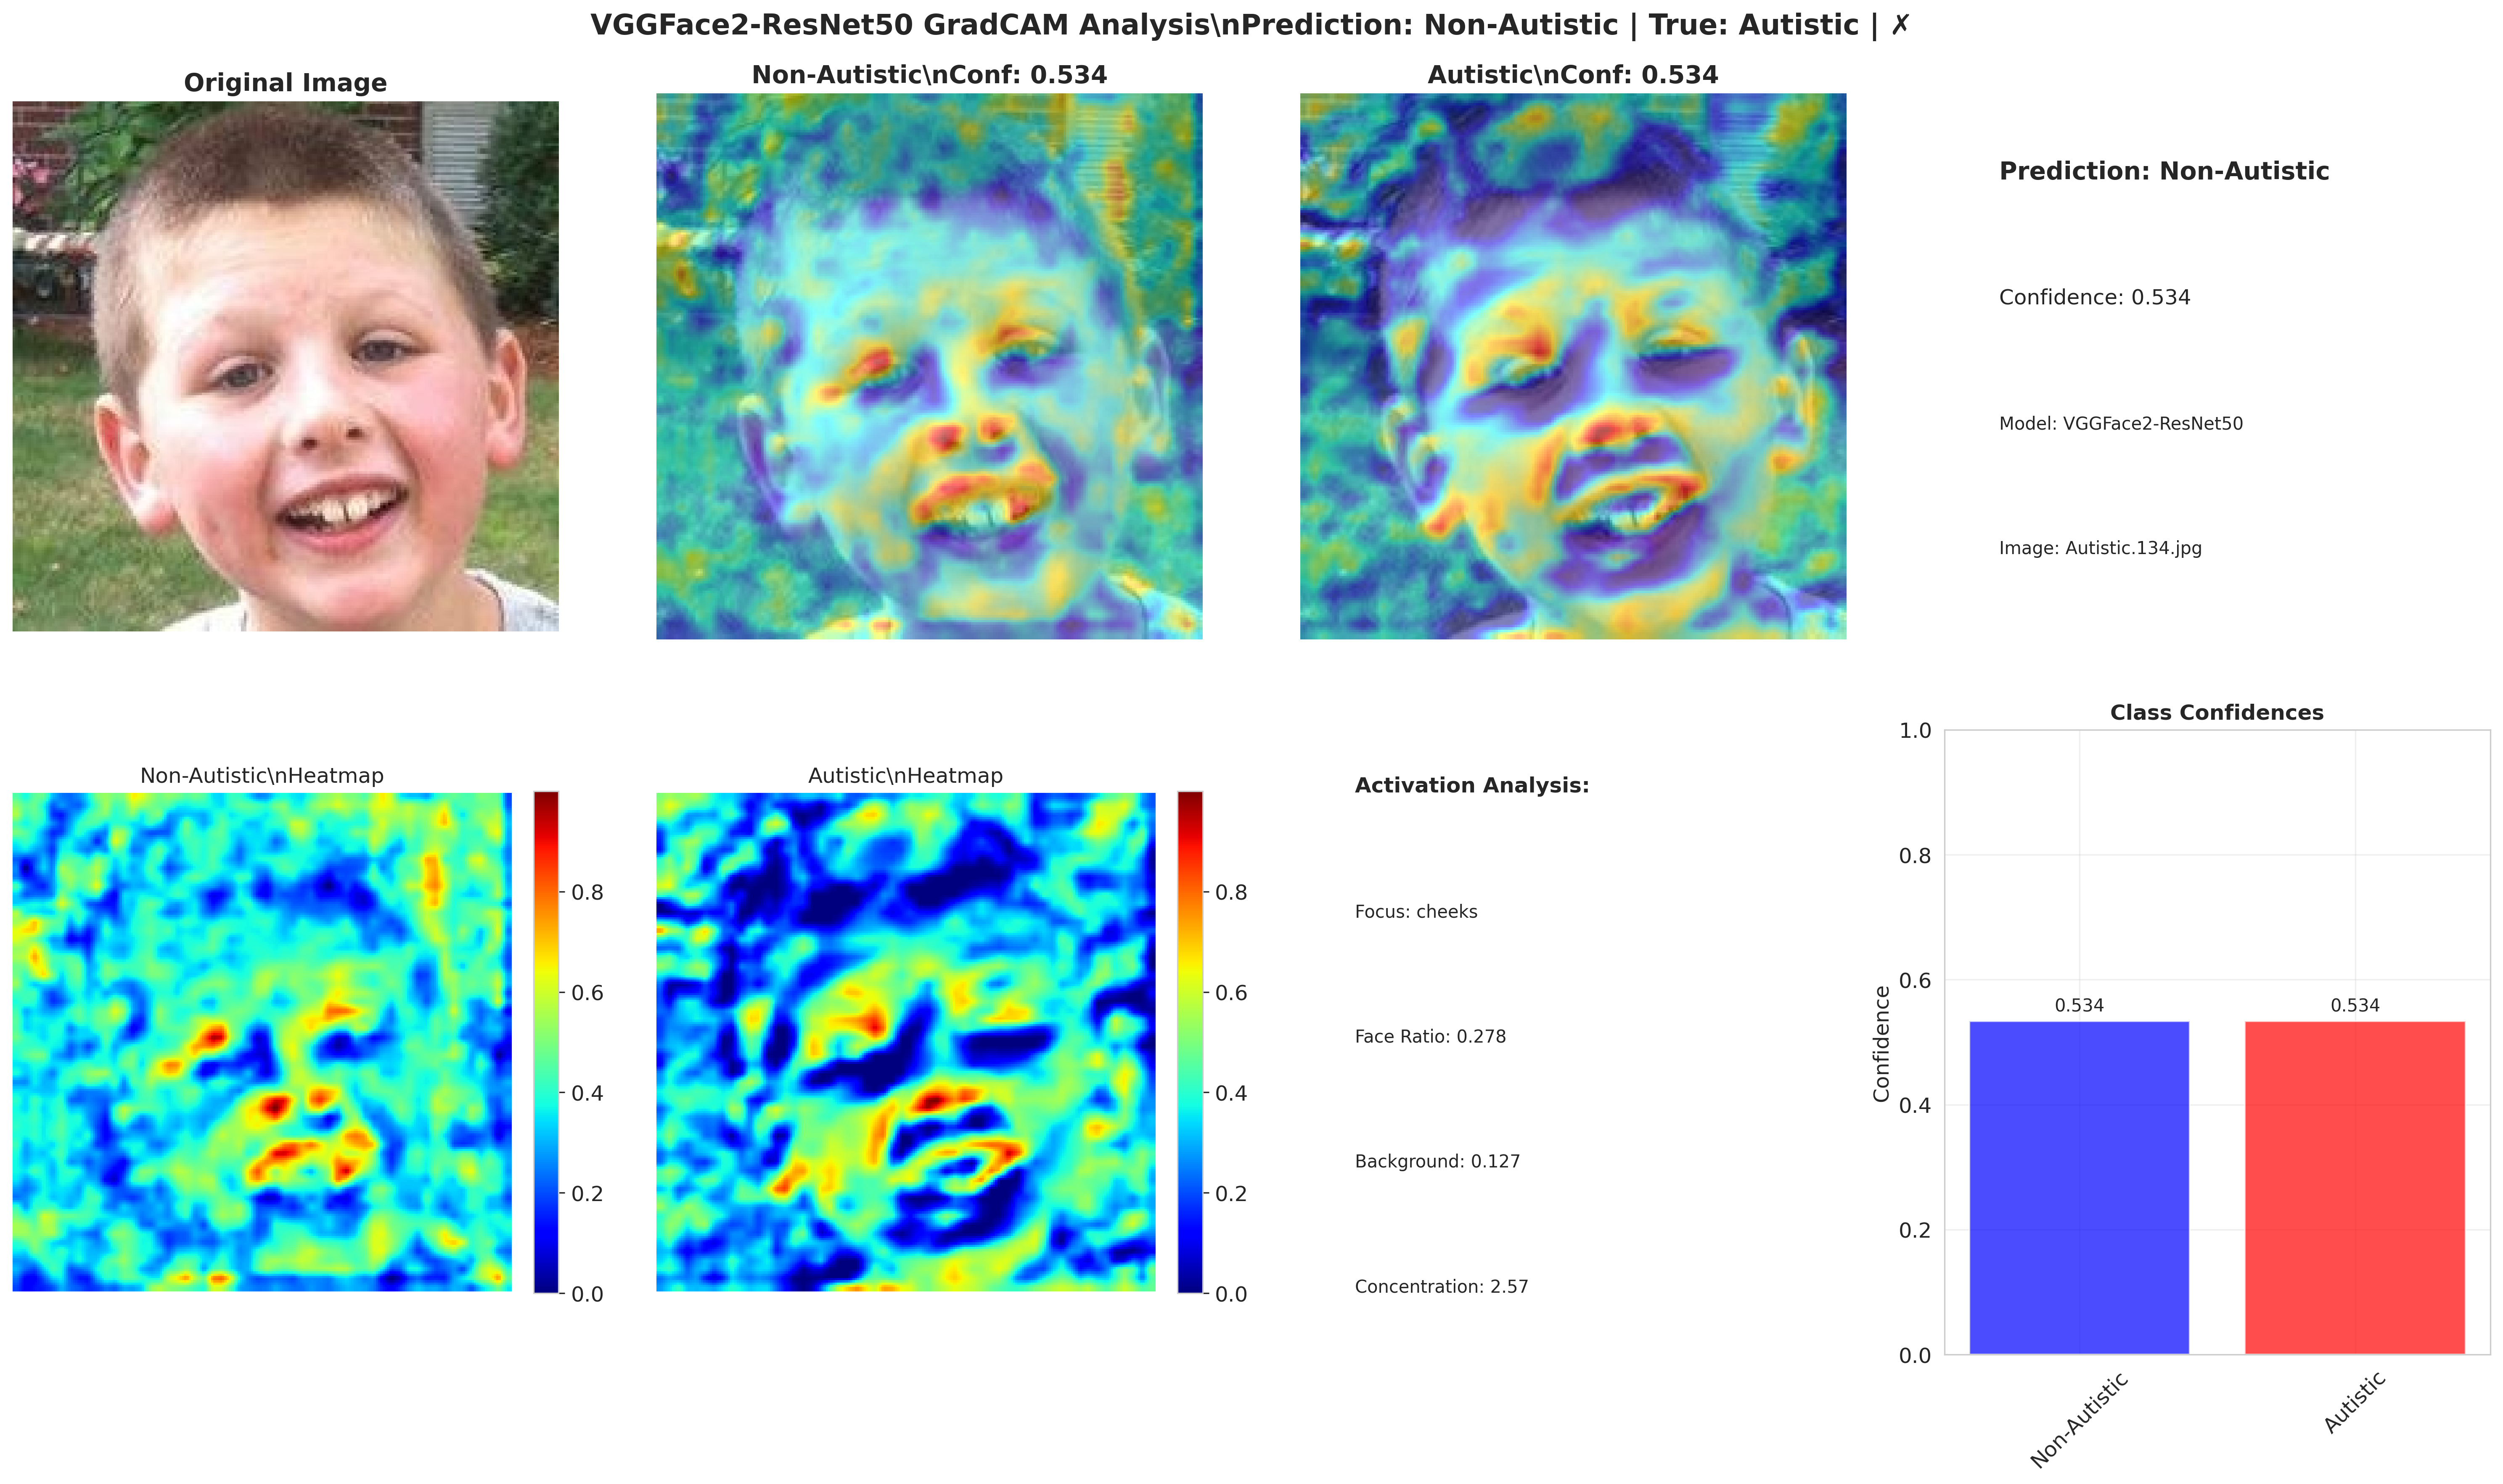 VGGFace2-ResNet50 GradCAM Analysis\nPrediction: Non-Autistic | True: Autistic | ✗
Original Image
Non-Autistic\nConf: 0.534
Autistic\nConf: 0.534
Prediction: Non-Autistic
Confidence: 0.534
Model: VGGFace2-ResNet50
Image: Autistic.134.jpg
Non-Autistic\nHeatmap
0.8
0.6
0.4
0.2
0.0
Autistic\nHeatmap
0.8
0.6
0.4
0.2
0.0
Activation Analysis:
Focus: cheeks
Face Ratio: 0.278
Background: 0.127
Concentration: 2.57
Class Confidences
Confidence
1.0
0.8
0.6
0.4
0.2
0.0
0.534
0.534
Non-Autistic
Autistic